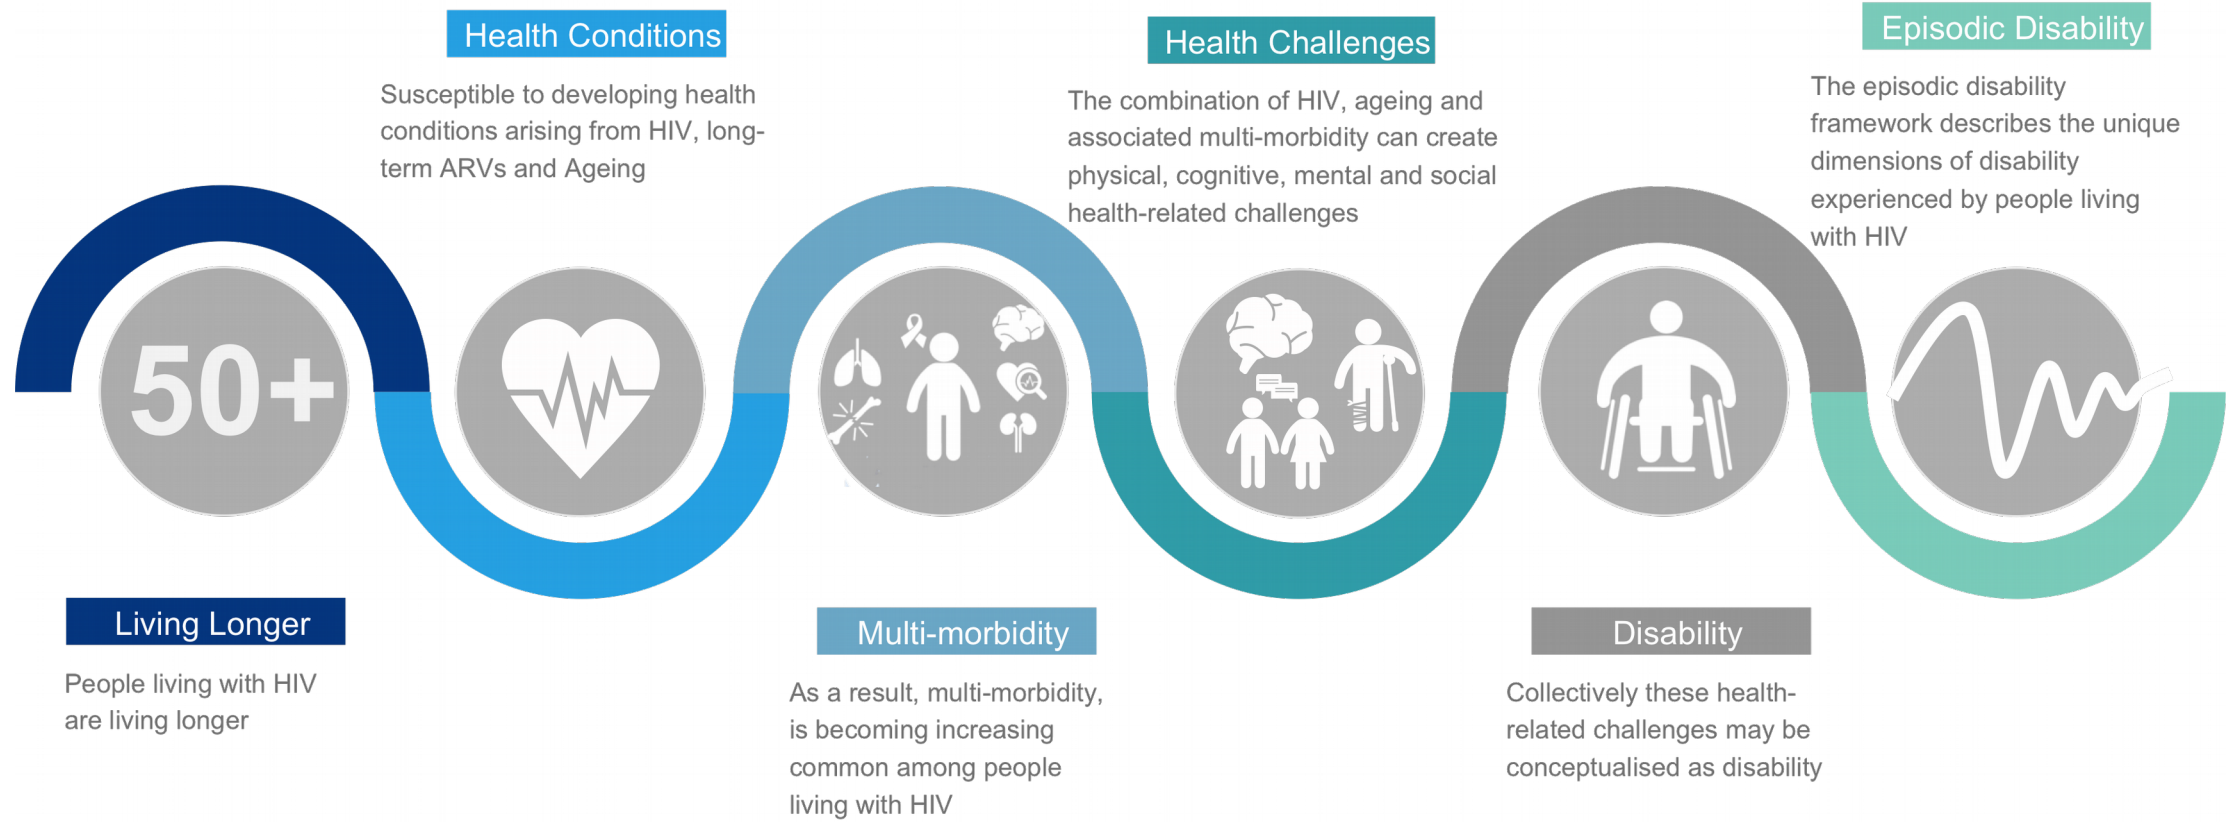 Health Conditions
Susceptible to developing health
conditions arising from HIV, long-
term ARVs and Ageing
Health Challenges
The combination of HIV, ageing and
associated multi-morbidity can create
physical, cognitive, mental and social
health-related challenges
Episodic Disability
The episodic disability
framework describes the unique
dimensions of disability
experienced by people living
with HIV
50+
Living Longer
People living with HIV
are living longer
Multi-morbidity
As a result, multi-morbidity,
is becoming increasing
common among people
living with HIV
Disability
Collectively these health-
related challenges may be
conceptualised as disability